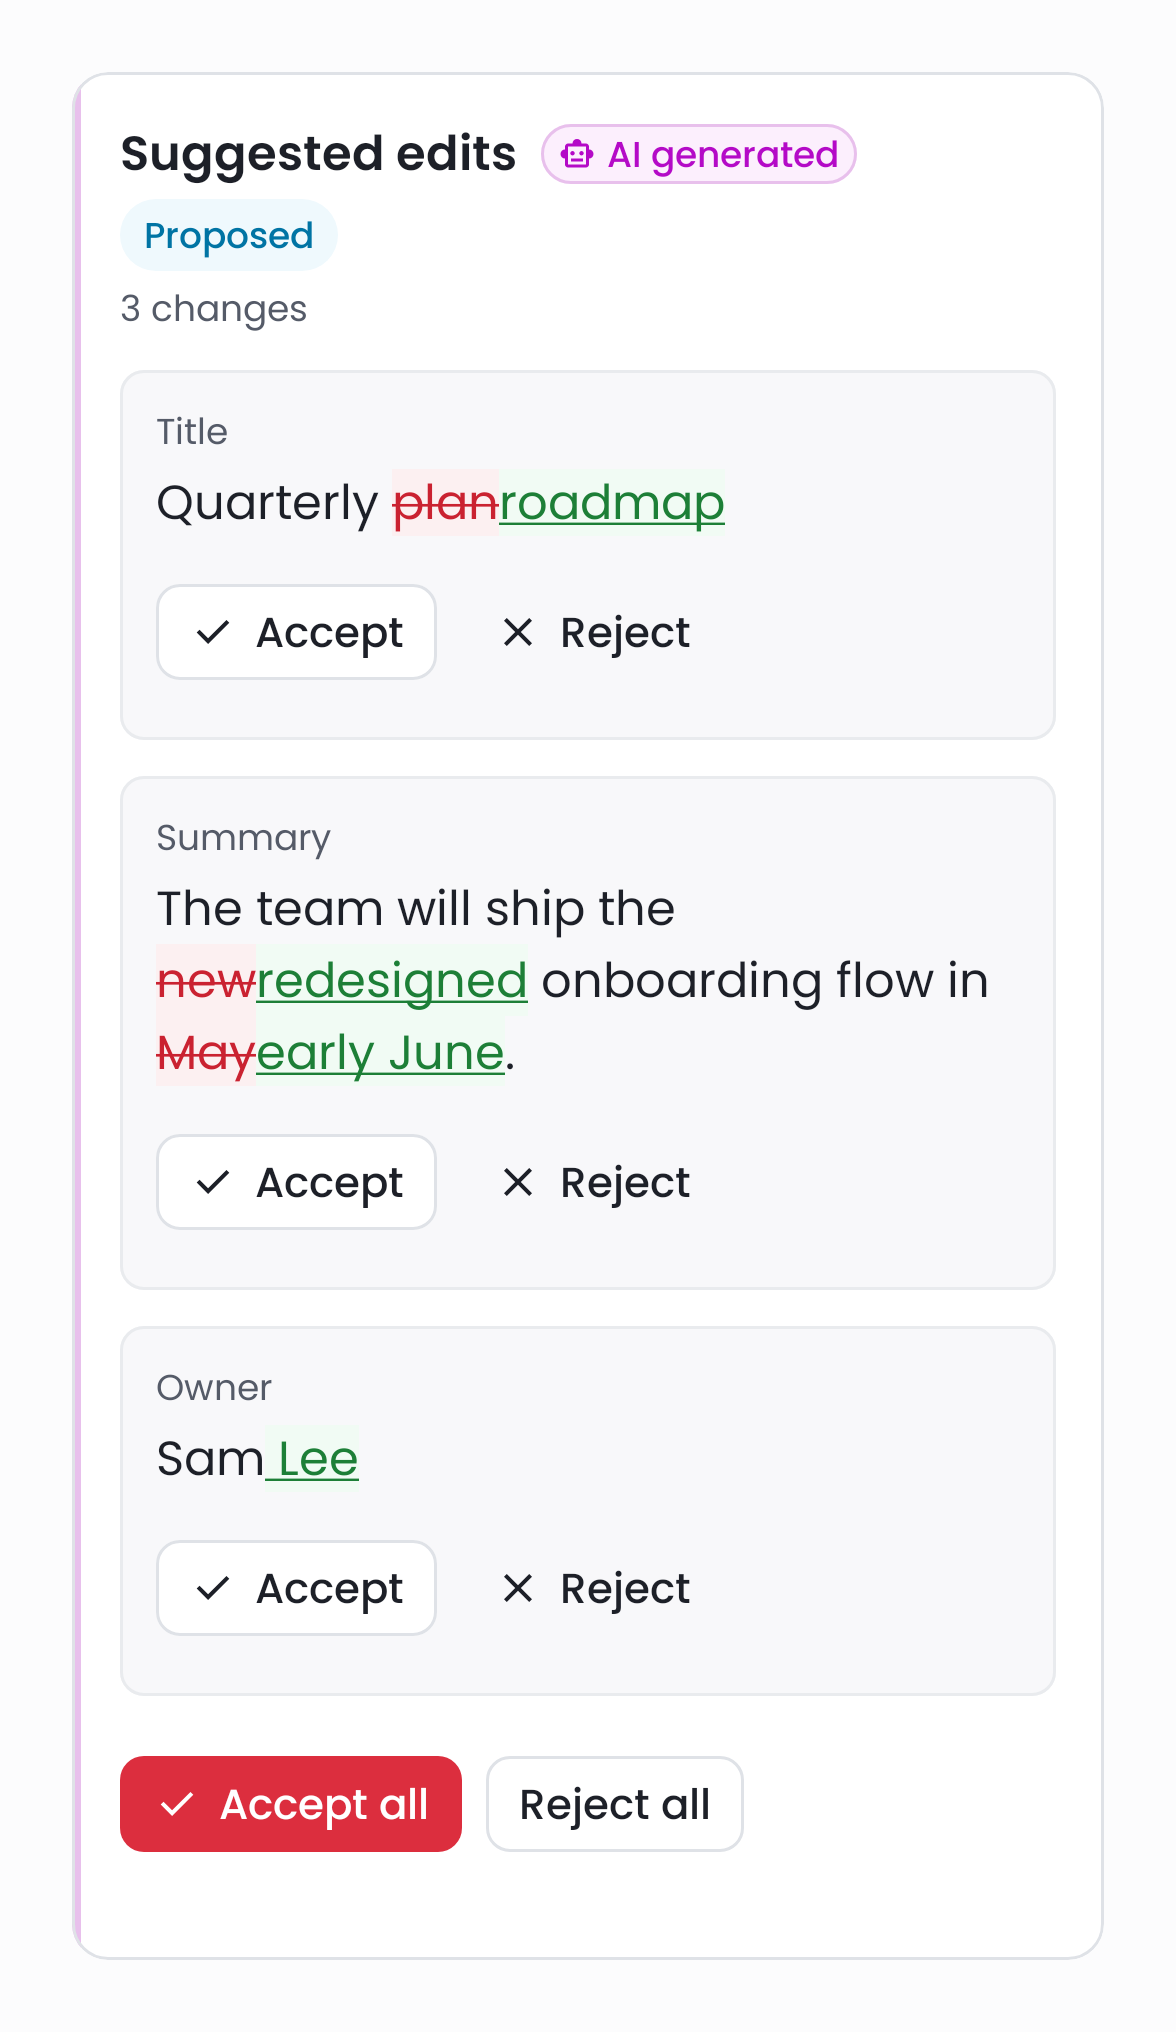 Suggested edits AI generated
Proposed
3 changes
Title
Quarterly planroadmap
Accept Reject
Summary
The team will ship the
newredesigned onboarding flow in
Mayearly June.
Accept Reject
Owner
Sam Lee
Accept Reject
Accept all Reject all